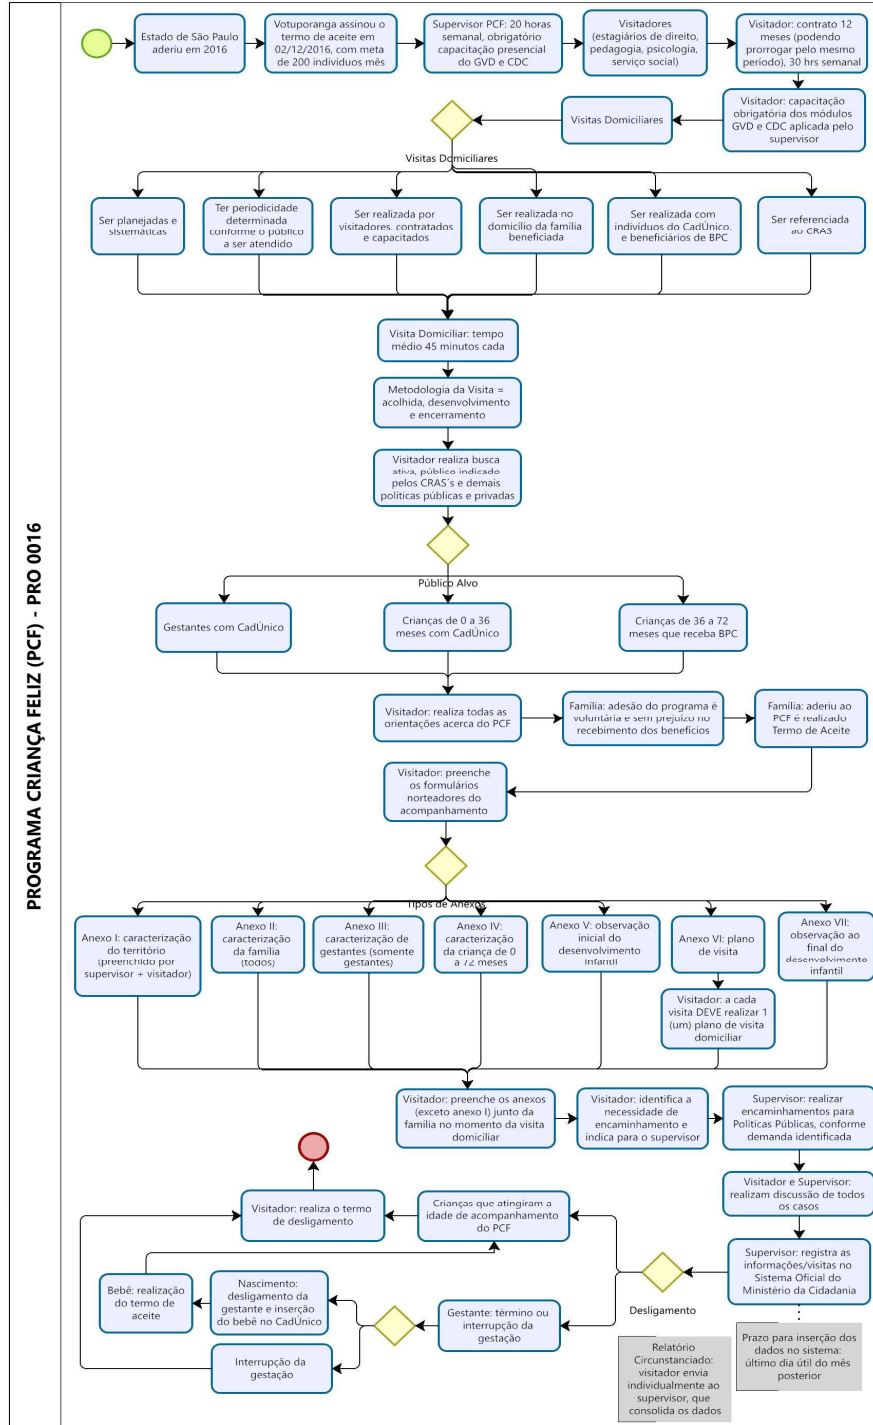 PROGRAMA CRIANÇA FELIZ (PCF) - PRO 0016
Estado de São Paulo
aderiu em 2016
Votuporanga assinou o
termo de aceite em
02/12/2016, com meta
de 200 indivíduos mês
Supervisor PCF: 20 horas
semanal, obrigatório
capacitação presencial
do GVD e CDC
Visitadores
(estagiários de direito,
pedagogia, psicologia,
serviço social)
Visitador: contrato 12
meses (podendo
prorrogar pelo mesmo
período), 30 hrs semanal
Visitador: capacitação
obrigatória dos módulos
GVD e CDC aplicada pelo
supervisor
Visitas Domiciliares
Visitas Domiciliares
Ser planejadas e
sistemáticas
Ter periodicidade
determinada
conforme o público
a ser atendido
Ser realizada por
visitadores, contratados
e capacitados
Ser realizada no
domicílio da família
beneficiada
Ser realizada com
indivíduos do CadÚnico.
e beneficiários de BPC
Ser referenciada
ao CRAS
Visita Domiciliar: tempo
médio 45 minutos cada
Metodologia da Visita =
acolhida, desenvolvimento
e encerramento
Visitador realiza busca
ativa, público indicado
pelos CRAS´s e demais
políticas públicas e privadas
Público Alvo
Gestantes com CadÚnico
Crianças de 0 a 36
meses com CadÚnico
Crianças de 36 a 72
meses que receba BPC
Visitador: realiza todas as
orientações acerca do PCF
Família: adesão do programa é
voluntária e sem prejuízo no
recebimento dos benefícios
Família: aderiu ao
PCF é realizado
Termo de Aceite
Visitador: preenche
os formulários
norteadores do
acompanhamento
Tipos de Anexos
Anexo I: caracterização
do território
(preenchido por
supervisor + visitador)
Anexo II:
caracterização
da família
(todos)
Anexo III:
caracterização de
gestantes (somente
gestantes)
Anexo IV:
caracterização
da criança de 0
a 72 meses
Anexo V: observação
inicial do
desenvolvimento
infantil
Anexo VI: plano
de visita
Anexo VII:
observação ao
final do
desenvolvimento
infantil
Visitador: a cada
visita DEVE realizar 1
(um) plano de visita
domiciliar
Visitador: preenche os anexos
(exceto anexo I) junto da
família no momento da visita
domiciliar
Visitador: identifica a
necessidade de
encaminhamento e
indica para o supervisor
Supervisor: realizar
encaminhamentos para
Políticas Públicas, conforme
demanda identificada
Visitador e Supervisor:
realizam discussão de todos
os casos
Supervisor: registra as
informações/visitas no
Sistema Oficial do
Ministério da Cidadania
Prazo para inserção dos
dados no sistema:
último dia útil do mês
posterior
Desligamento
Relatório
Circunstanciado:
visitador envia
individualmente ao
supervisor, que
consolida os dados
Crianças que atingiram a
idade de acompanhamento
do PCF
Visitador: realiza o termo
de desligamento
Gestante: término ou
interrupção da
gestação
Nascimento:
desligamento da
gestante e inserção
do bebê no CadÚnico
Bebê: realização
do termo de
aceite
Interrupção da
gestação